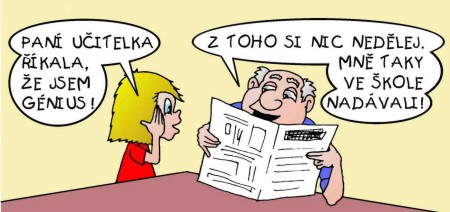 PANÍ UČITELKA
ŘÍKALA,
ŽE JSEM
GÉNIUS!
Z TOHO SI NIC NEDĚLEJ.
MNĚ TAKY
VE ŠKOLE
NADÁVALI!